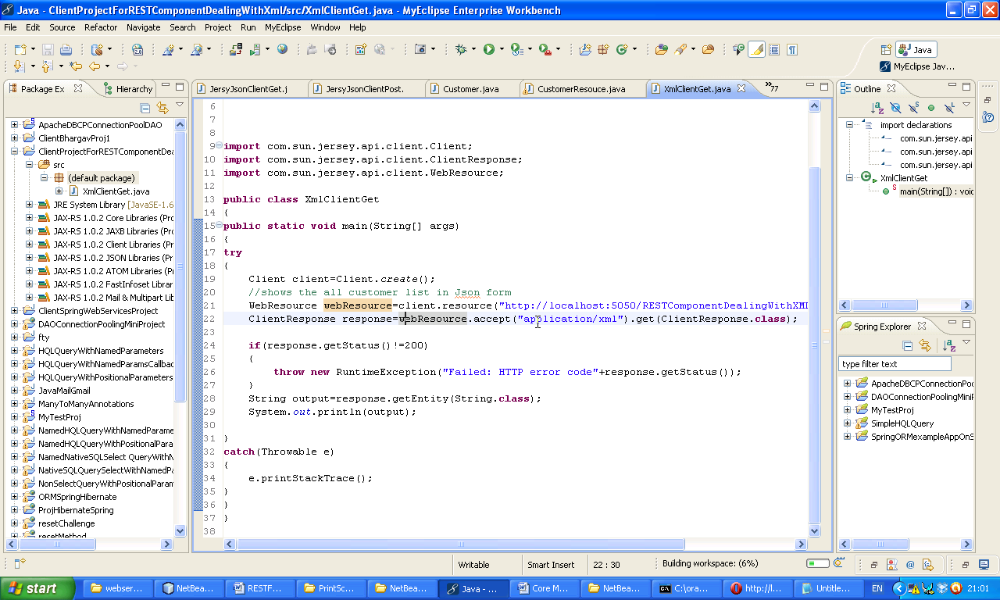 Java - ClientProjectForRESTComponentDealingWithXml/src/XmlClientGet.java - MyEclipse Enterprise Workbench
File Edit Source Refactor Navigate Search Project Run MyEclipse Window Help
Java
MyEclipse Jav...
Package Ex
Hierarchy
JersyJsonClientGet.j
JersyJsonClientPost.
Customer.java
CustomerResouce.java
XmlClientGet.java
»77
Outline
ApacheDBCPConnectionPoolDAO
ClientBhargavProj1
ClientProjectForRESTComponentDea
src
(default package)
XmlClientGet.java
JRE System Library [JavaSE-1.6
JAX-RS 1.0.2 Core Libraries (Pro
JAX-RS 1.0.2 JAXB Libraries (Pro
JAX-RS 1.0.2 Client Libraries (Pro
JAX-RS 1.0.2 JSON Libraries (Pr
JAX-RS 1.0.2 ATOM Libraries (Pr
JAX-RS 1.0.2 FastInfoset Librari
JAX-RS 1.0.2 Mail & Multipart Lib
ClientSpringWebServicesProject
DAOConnectionPoolingMiniProject
fty
HQLQueryWithNamedParameters
HQLQueryWithNamedParamsCallbac
HQLQueryWithPositionalParameters
JavaMailGmail
ManyToManyAnnotations
MyTestProj
NamedHQLQueryWithNamedParame
NamedHQLQueryWithPositionalParar
NamedNativeSQLSelect QueryWithN
NativeSQLQuerySelectWithNamedPa
NonSelectQueryWithPositionalParam
ORMSpringHibernate
ProjHibernateSpring
resetChallenge
resetMethod
6
7
8
9 import com.sun.jersey.api.client.Client;
10 import com.sun.jersey.api.client.ClientResponse;
11 import com.sun.jersey.api.client.WebResource;
12
13 public class XmlClientGet
14 {
15 public static void main(String[] args)
16 {
17 try
18 {
19 Client client=Client.create();
20 //shows the all customer list in Json form
21 WebResource webResource=client.resource("http://localhost:5050/RESTComponentDealingWithXML
22 ClientResponse response=webResource.accept("application/xml").get(ClientResponse.class);
23
24 if(response.getStatus()!=200)
25 {
26 throw new RuntimeException("Failed: HTTP error code"+response.getStatus());
27 }
28 String output=response.getEntity(String.class);
29 System.out.println(output);
30
31 }
32 catch(Throwable e)
33 {
34 e.printStackTrace();
35 }
36 }
37 }
38
import declarations
com.sun.jersey.api
com.sun.jersey.api
com.sun.jersey.api
XmlClientGet
main(String[]) : void
Spring Explorer
type filter text
ApacheDBCPConnectionPoo
DAOConnectionPoolingMiniP
MyTestProj
SimpleHQLQuery
SpringORMexampleAppOnS
Writable
Smart Insert
22 : 30
Building workspace: (6%)
start
webser...
NetBea...
RESTF...
PrintSc...
NetBea...
Java - ...
Core M...
NetBea...
C:\ora...
http://l...
Untitle...
EN
21:01